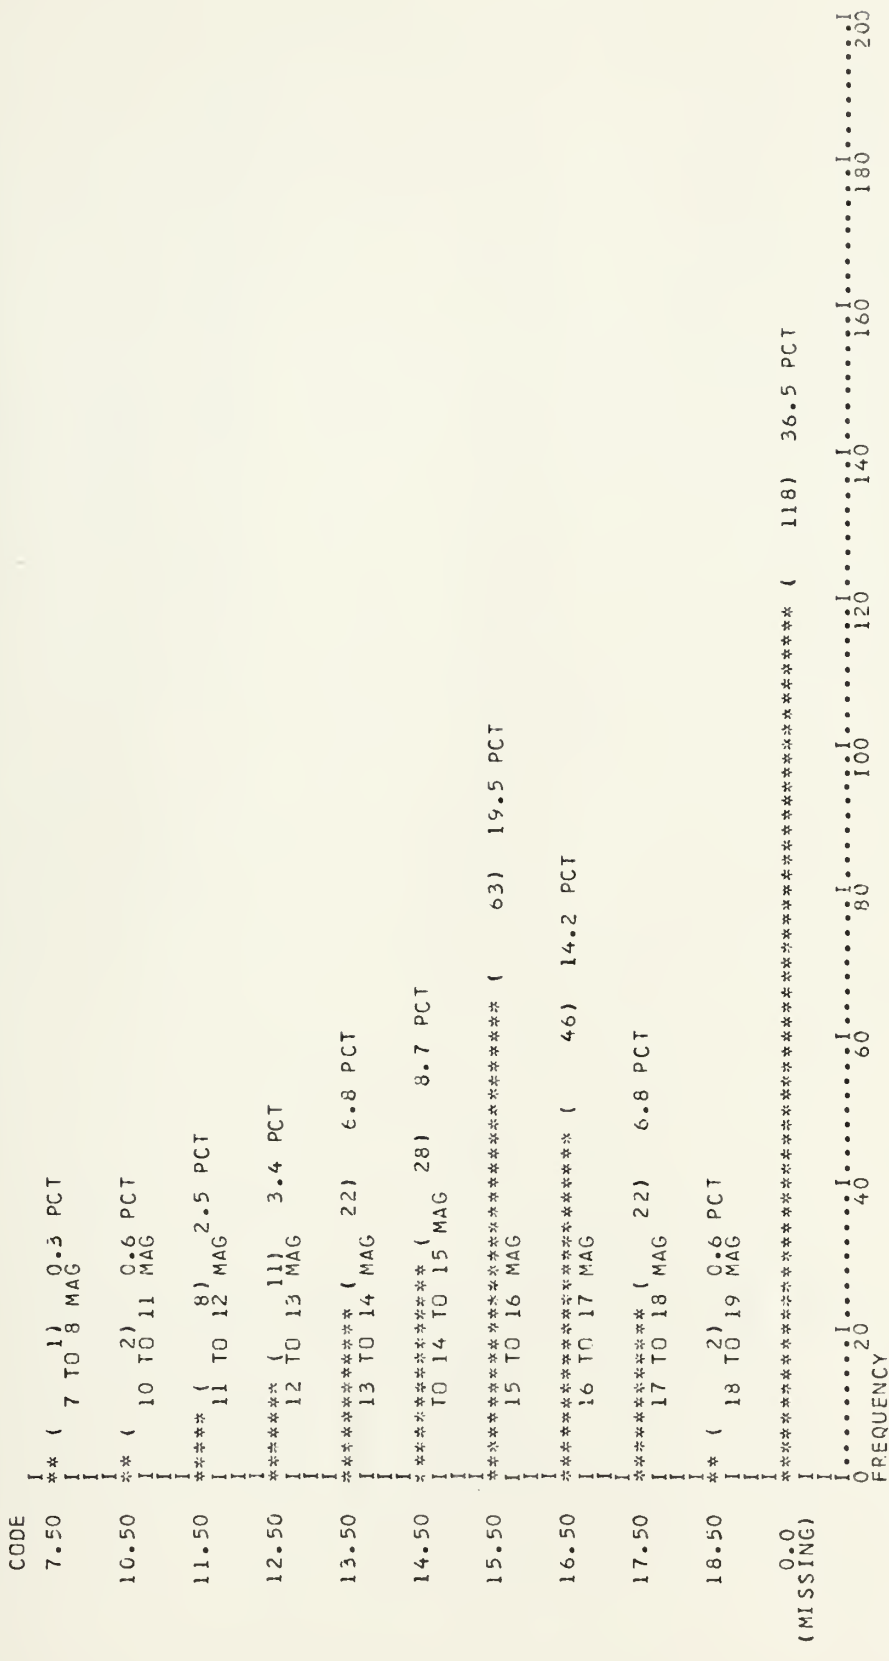 CODE
I
7.50 ** ( 1) 0.3 PCT
I 7 TO 8 MAG
I
I
10.50 ** ( 2) 0.6 PCT
I 10 TO 11 MAG
I
I
11.50 ***** ( 8) 2.5 PCT
I 11 TO 12 MAG
I
I
12.50 ******* ( 11) 3.4 PCT
I 12 TO 13 MAG
I
I
13.50 ************ ( 22) 6.8 PCT
I 13 TO 14 MAG
I
I
14.50 *************** ( 28) 8.7 PCT
I TO 14 TO 15 MAG
I
I
15.50 ********************************* ( 63) 19.5 PCT
I 15 TO 16 MAG
I
I
16.50 ************************ ( 46) 14.2 PCT
I 16 TO 17 MAG
I
I
17.50 ************ ( 22) 6.8 PCT
I 17 TO 18 MAG
I
I
18.50 ** ( 2) 0.6 PCT
I 18 TO 19 MAG
I
I
0.0 ************************************************************ ( 118) 36.5 PCT
(MISSING) I
I
I.........I.........I.........I.........I.........I.........I.........I.........I.........I.........I
0 20 40 60 80 100 120 140 160 180 200
FREQUENCY